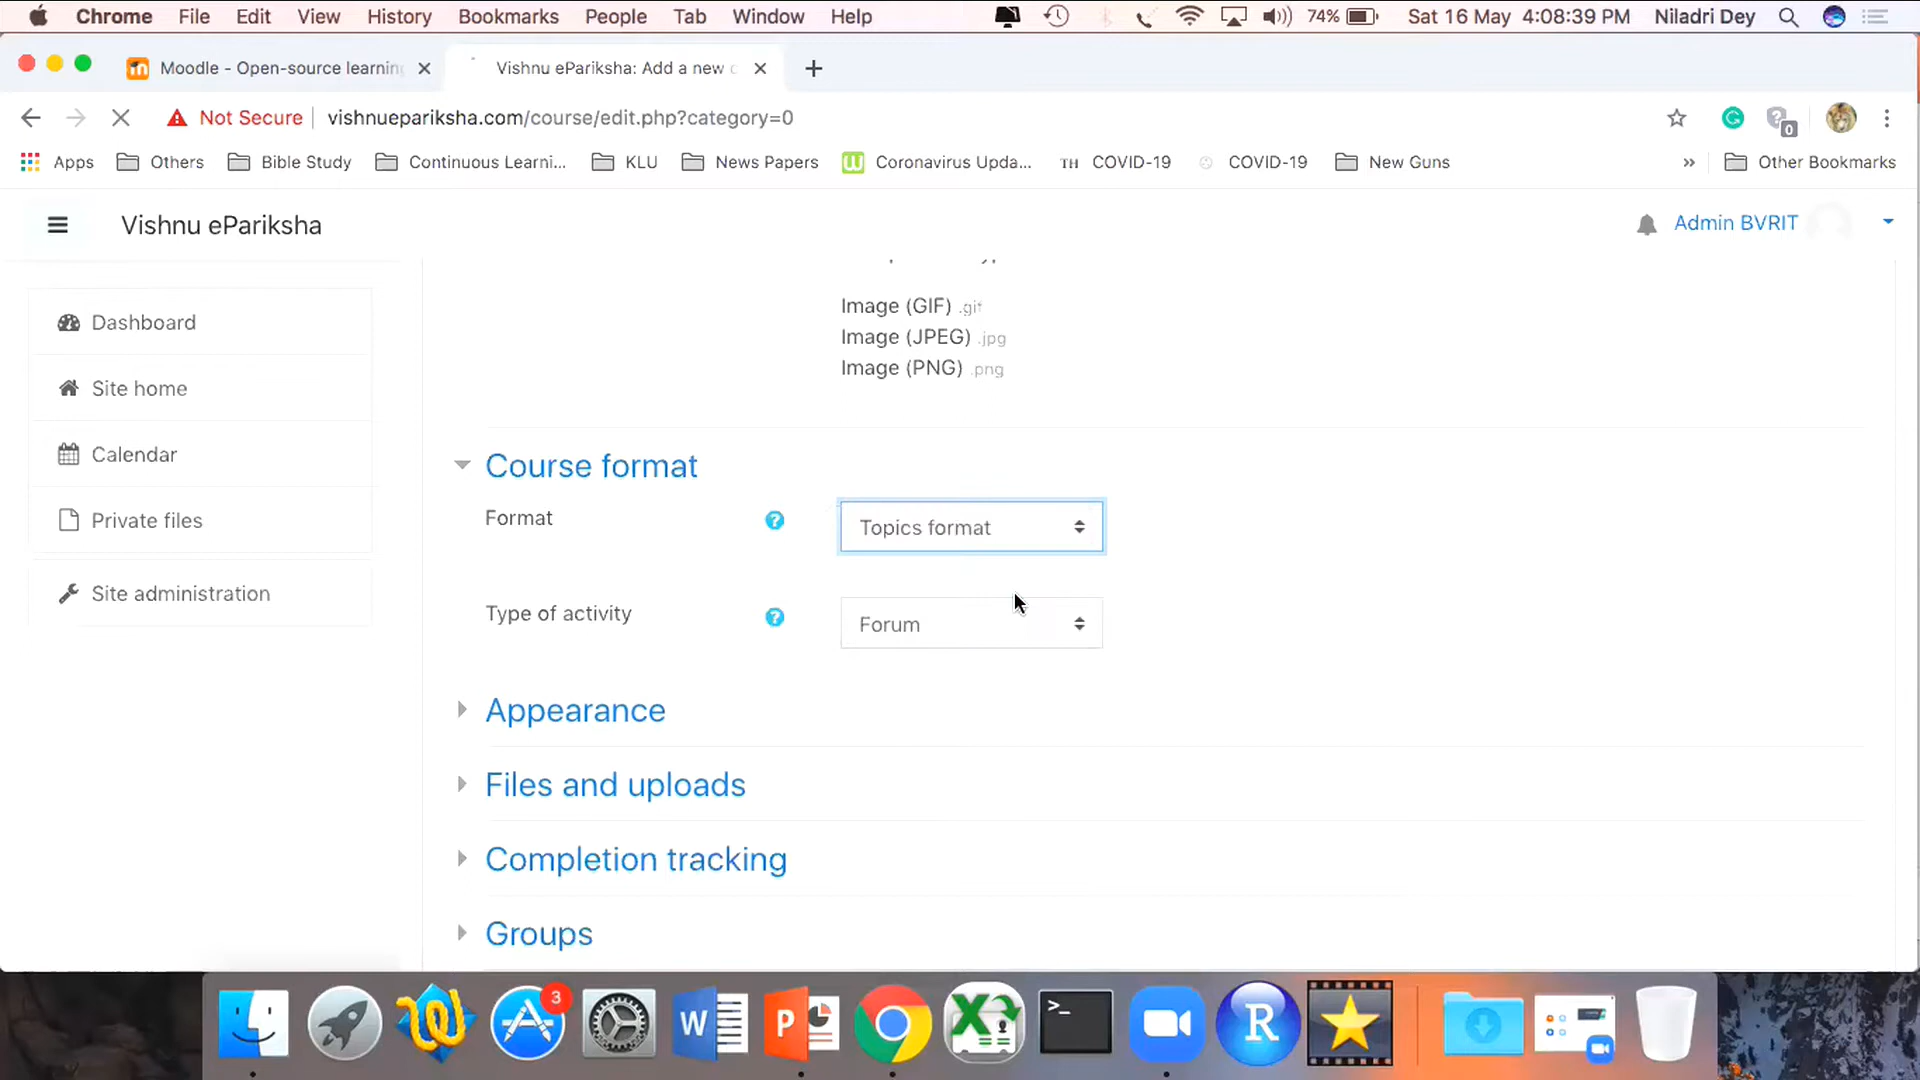 Chrome File Edit View History Bookmarks People Tab Window Help 74% Sat 16 May 4:08:39 PM Niladri Dey
Moodle - Open-source learning Vishnu ePariksha: Add a new
Not Secure vishnuepariksha.com/course/edit.php?category=0
0
Apps Others Bible Study Continuous Learni... KLU News Papers Coronavirus Upda... TH COVID-19 COVID-19 New Guns » Other Bookmarks
Vishnu ePariksha Admin BVRIT
Image (GIF) .gif
Dashboard
Image (JPEG) .jpg
Image (PNG) .png
Site home
Calendar
Course format
Private files
Format ? Topics format
Site administration
Type of activity ? Forum
Appearance
Files and uploads
Completion tracking
Groups
3
W P >_ R